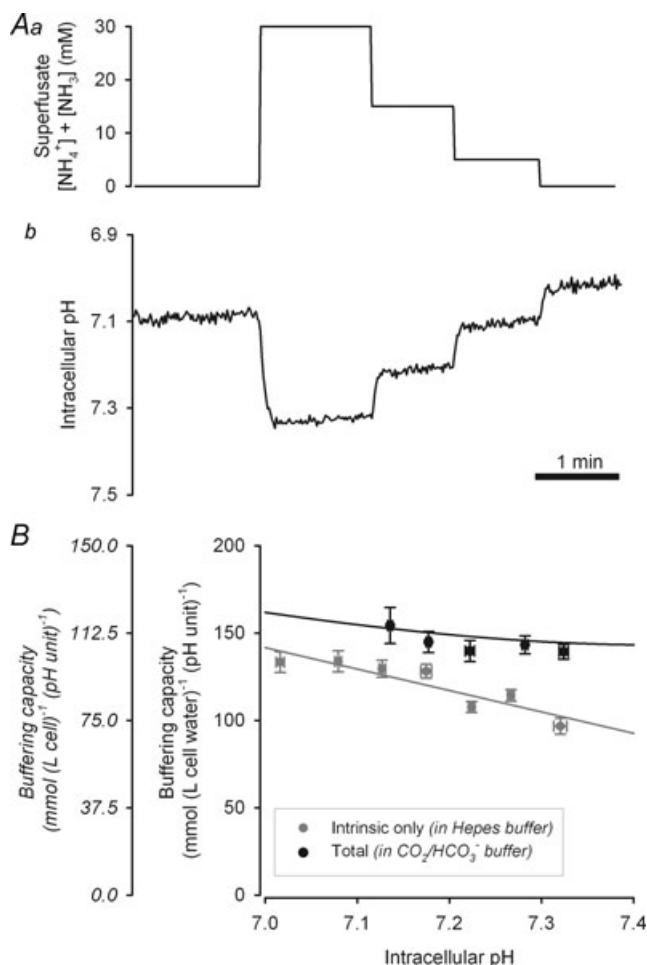 Aa
Superfusate
[NH₄⁺] + [NH₃] (mM)
30
20
10
0
b
Intracellular pH
6.9
7.1
7.3
7.5
1 min
B
Buffering capacity
(mmol (L cell)⁻¹ (pH unit)⁻¹)
150.0
112.5
75.0
37.5
0.0
Buffering capacity
(mmol (L cell water)⁻¹ (pH unit)⁻¹)
200
150
100
50
0
Intrinsic only (in Hepes buffer)
Total (in CO₂/HCO₃⁻ buffer)
7.0 7.1 7.2 7.3 7.4
Intracellular pH